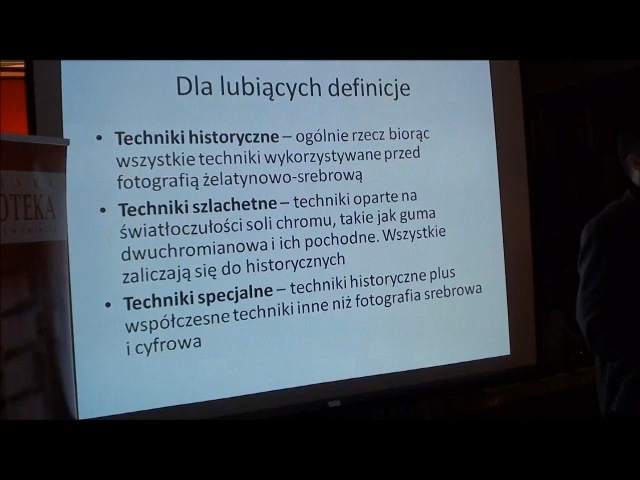 Dla lubiących definicje
• Techniki historyczne – ogólnie rzecz biorąc
wszystkie techniki wykorzystywane przed
fotografią żelatynowo-srebrową
• Techniki szlachetne – techniki oparte na
światłoczułości soli chromu, takie jak guma
dwuchromianowa i ich pochodne. Wszystkie
zaliczają się do historycznych
• Techniki specjalne – techniki historyczne plus
współczesne techniki inne niż fotografia srebrowa
i cyfrowa
OTEKA